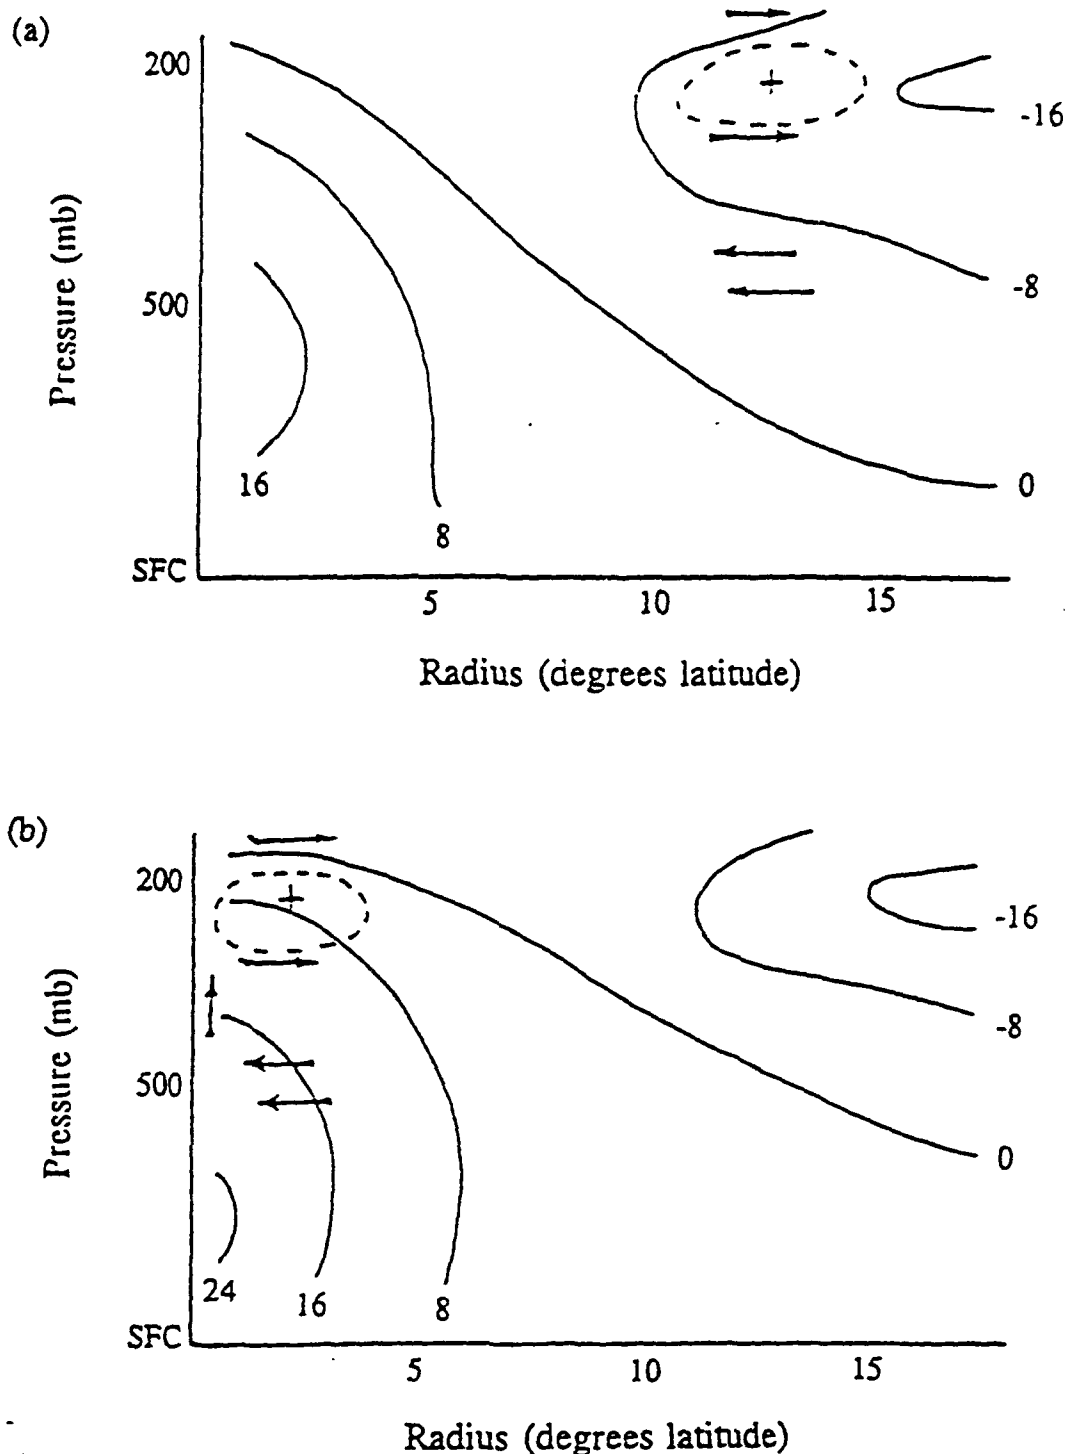 (a)
200
-16
Pressure (mb)
500
-8
16
8
0
SFC
5 10 15
Radius (degrees latitude)
(b)
200
-16
Pressure (mb)
-8
500
0
24
16
8
SFC
5 10 15
Radius (degrees latitude)